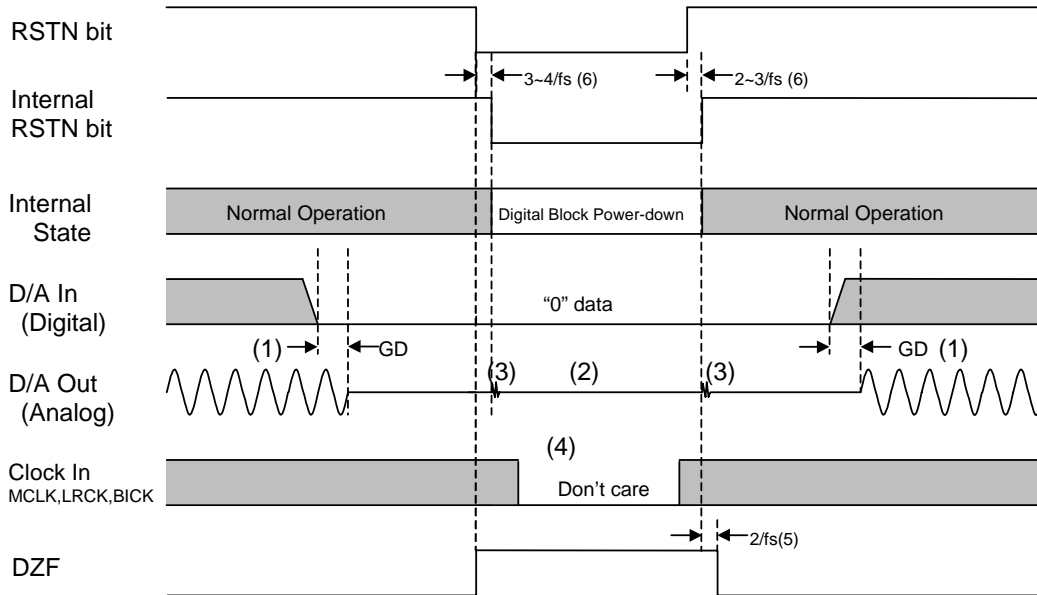 RSTN bit
3~4/fs (6)
2~3/fs (6)
Internal
RSTN bit
Internal
State
Normal Operation
Digital Block Power-down
Normal Operation
D/A In
(Digital)
“0” data
(1)
GD
GD
(1)
D/A Out
(Analog)
(3)
(2)
(3)
(4)
Clock In
MCLK,LRCK,BICK
Don’t care
2/fs(5)
DZF